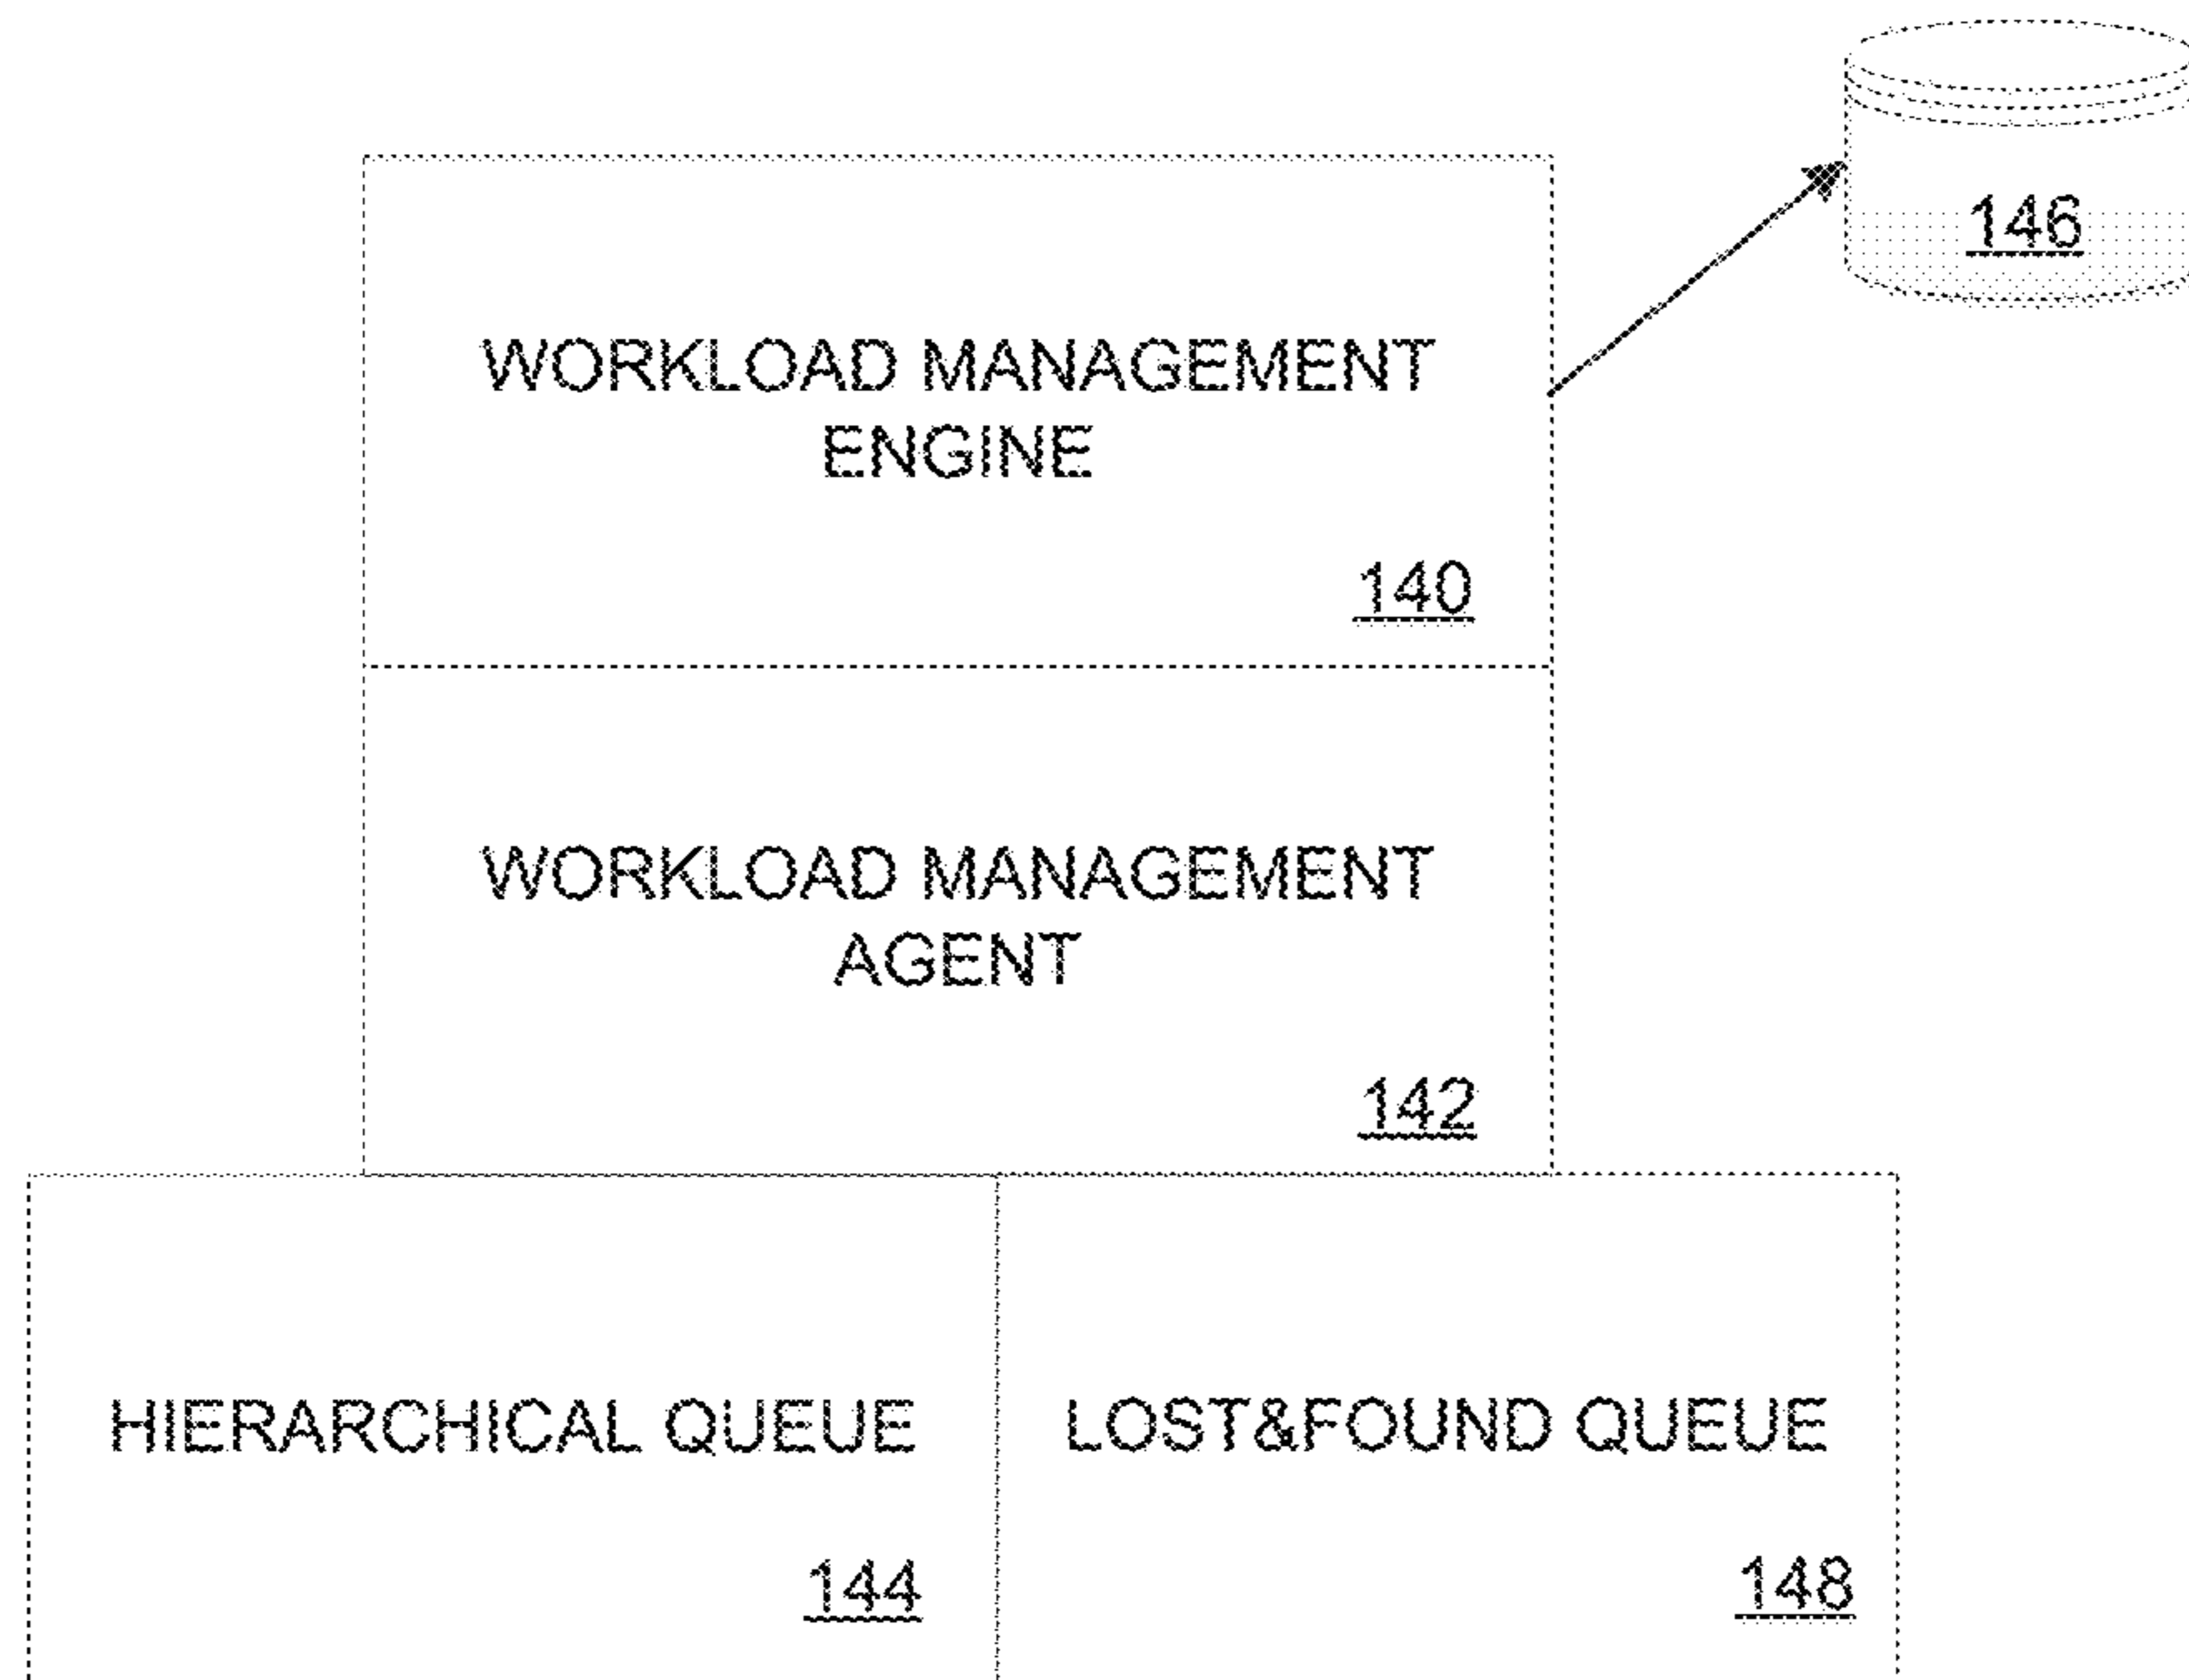 146
WORKLOAD MANAGEMENT
ENGINE
140
WORKLOAD MANAGEMENT
AGENT
142
HIERARCHICAL QUEUE
144
LOST&FOUND QUEUE
148